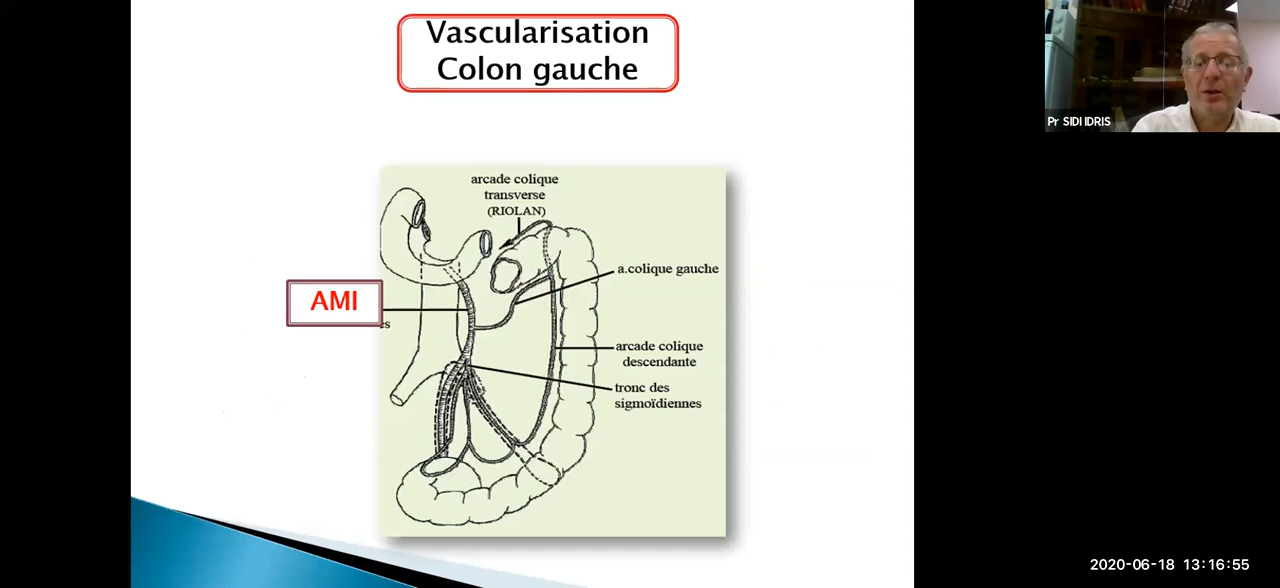 Vascularisation
Colon gauche
Pr SIDI IDRIS
arcade colique
transverse
(RIOLAN)
a.colique gauche
AMI
es
arcade colique
descendante
tronc des
sigmoïdiennes
2020-06-18 13:16:55